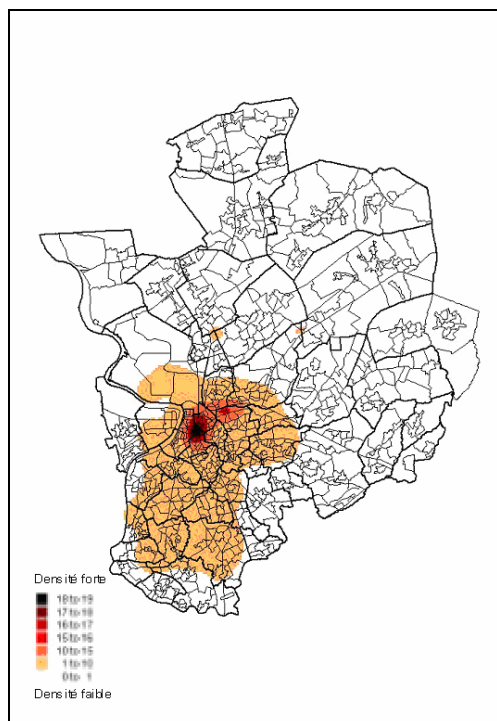 Densité forte
18 to 19
17 to 18
16 to 17
15 to 16
10 to 15
1 to 10
0 to 1
Densité faible